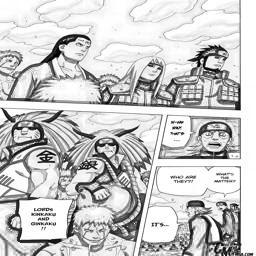 N-NO
WAY,
THAT'S
...
WHO ARE
THEY?!
WHAT'S
THE
MATTER?
LORDS
KINKAKU
AND
GINKAKU
!!
IT'S...
金
銀